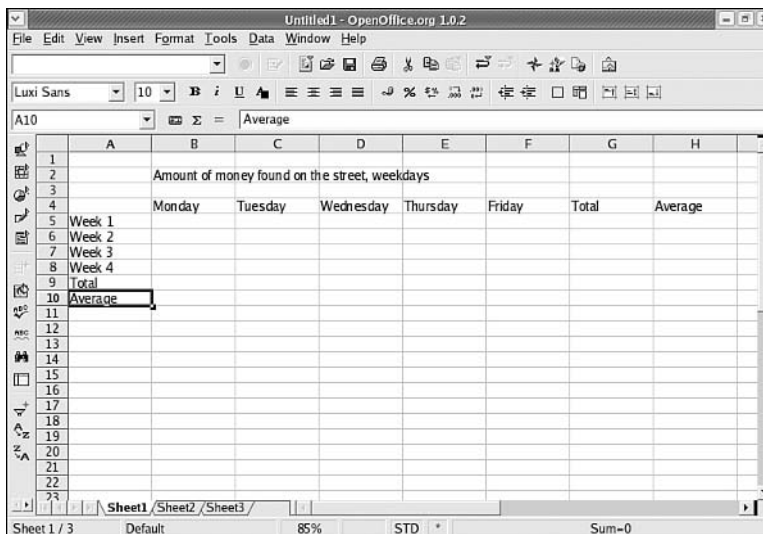 Untitled1 - OpenOffice.org 1.0.2
File Edit View Insert Format Tools Data Window Help
Luxi Sans 10 B i U A
A10 Σ = Average
A B C D E F G H
1
2 Amount of money found on the street, weekdays
3
4 Monday Tuesday Wednesday Thursday Friday Total Average
5 Week 1
6 Week 2
7 Week 3
8 Week 4
9 Total
10 Average
11
12
13
14
15
16
17
18
19
20
21
22
23
Sheet1 Sheet2 Sheet3
Sheet 1 / 3 Default 85% STD * Sum=0